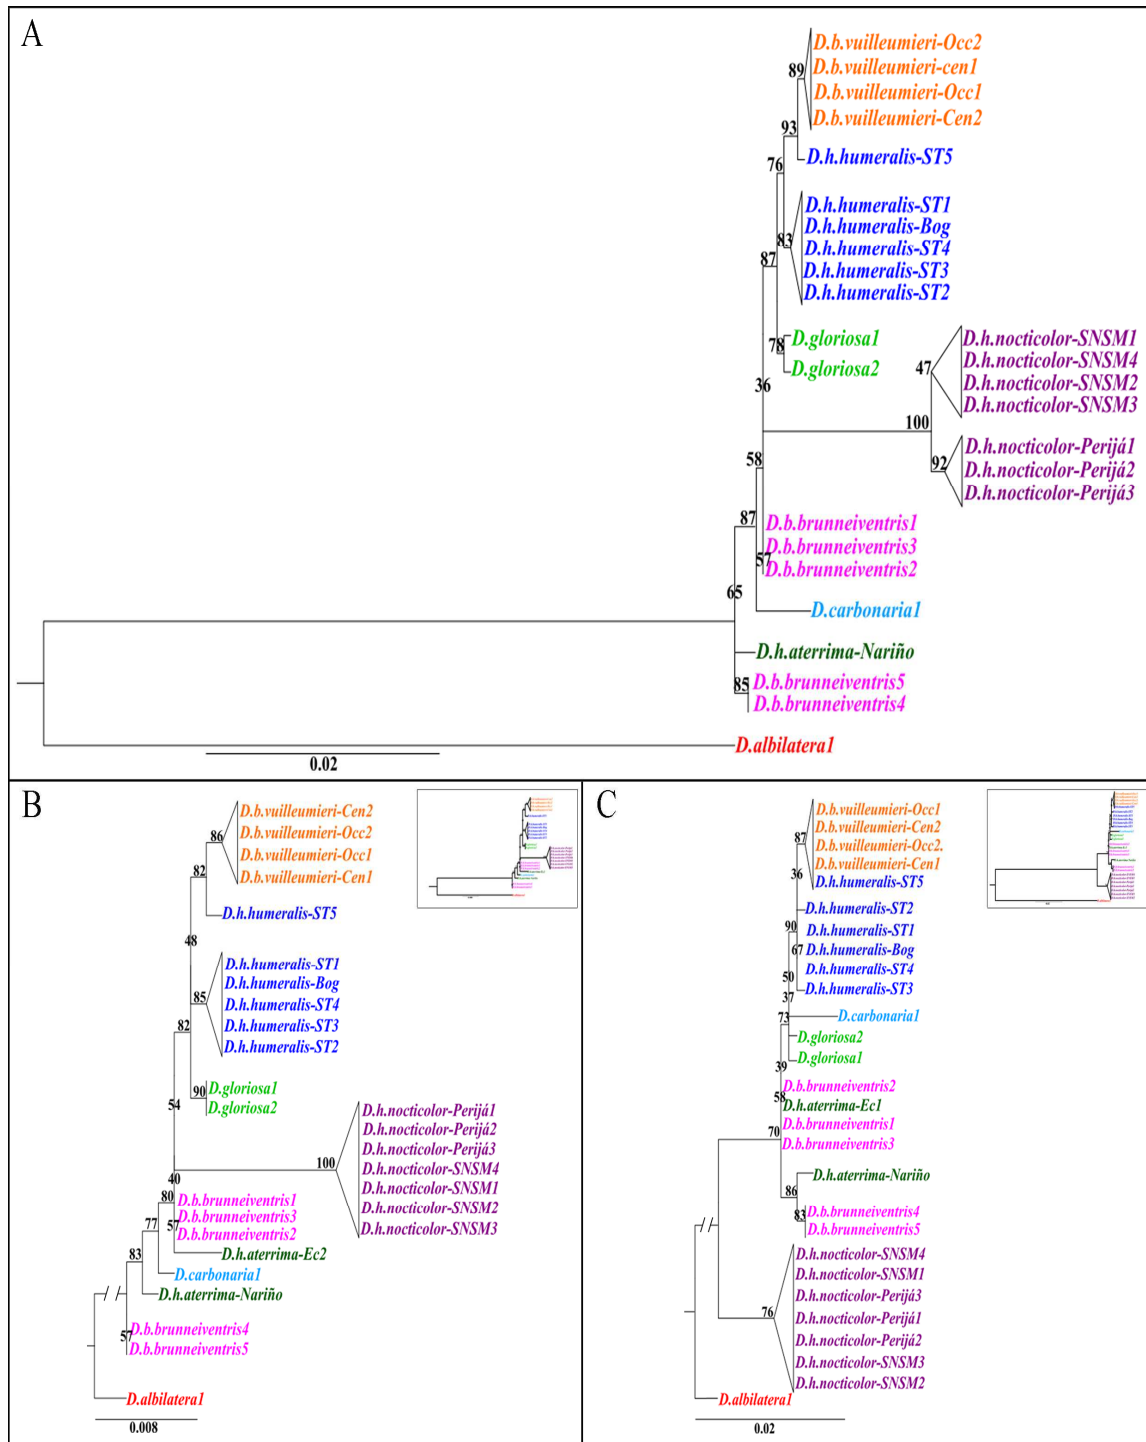 A
D.b.vuilleumieri-Occ2
D.b.vuilleumieri-cen1
D.b.vuilleumieri-Occ1
D.b.vuilleumieri-Cen2
89
93
D.h.humeralis-ST5
76
D.h.humeralis-ST1
D.h.humeralis-Bog
D.h.humeralis-ST4
D.h.humeralis-ST3
D.h.humeralis-ST2
83
87
D.gloriosa1
D.gloriosa2
78
36
D.h.nocticolor-SNSM1
D.h.nocticolor-SNSM4
D.h.nocticolor-SNSM2
D.h.nocticolor-SNSM3
47
100
D.h.nocticolor-Perijá1
D.h.nocticolor-Perijá2
D.h.nocticolor-Perijá3
92
58
87
D.b.brunneiventris1
D.b.brunneiventris3
D.b.brunneiventris2
57
65
D.carbonaria1
D.h.aterrima-Nariño
D.b.brunneiventris5
D.b.brunneiventris4
85
D.albilatera1
0.02
B
D.b.vuilleumieri-Cen2
D.b.vuilleumieri-Occ2
D.b.vuilleumieri-Occ1
D.b.vuilleumieri-Cen1
86
82
D.h.humeralis-ST5
48
D.h.humeralis-ST1
D.h.humeralis-Bog
D.h.humeralis-ST4
D.h.humeralis-ST3
D.h.humeralis-ST2
85
82
D.gloriosa1
D.gloriosa2
90
54
D.h.nocticolor-Perijá1
D.h.nocticolor-Perijá2
D.h.nocticolor-Perijá3
D.h.nocticolor-SNSM4
D.h.nocticolor-SNSM1
D.h.nocticolor-SNSM2
D.h.nocticolor-SNSM3
100
40
80
D.b.brunneiventris1
D.b.brunneiventris3
D.b.brunneiventris2
57
77
D.h.aterrima-Ec2
83
D.carbonaria1
D.h.aterrima-Nariño
D.b.brunneiventris4
D.b.brunneiventris5
57
D.albilatera1
0.008
C
D.b.vuilleumieri-Occ1
D.b.vuilleumieri-Cen2
D.b.vuilleumieri-Occ2.
D.b.vuilleumieri-Cen1
D.h.humeralis-ST5
87
36
D.h.humeralis-ST2
90
D.h.humeralis-ST1
D.h.humeralis-Bog
67
D.h.humeralis-ST4
50
D.h.humeralis-ST3
37
73
D.carbonaria1
D.gloriosa2
D.gloriosa1
39
D.b.brunneiventris2
58
D.h.aterrima-Ec1
D.b.brunneiventris1
70
D.b.brunneiventris3
D.h.aterrima-Nariño
86
D.b.brunneiventris4
83
D.b.brunneiventris5
D.h.nocticolor-SNSM4
D.h.nocticolor-SNSM1
D.h.nocticolor-Perijá3
D.h.nocticolor-Perijá1
D.h.nocticolor-Perijá2
D.h.nocticolor-SNSM3
D.h.nocticolor-SNSM2
76
D.albilatera1
0.02